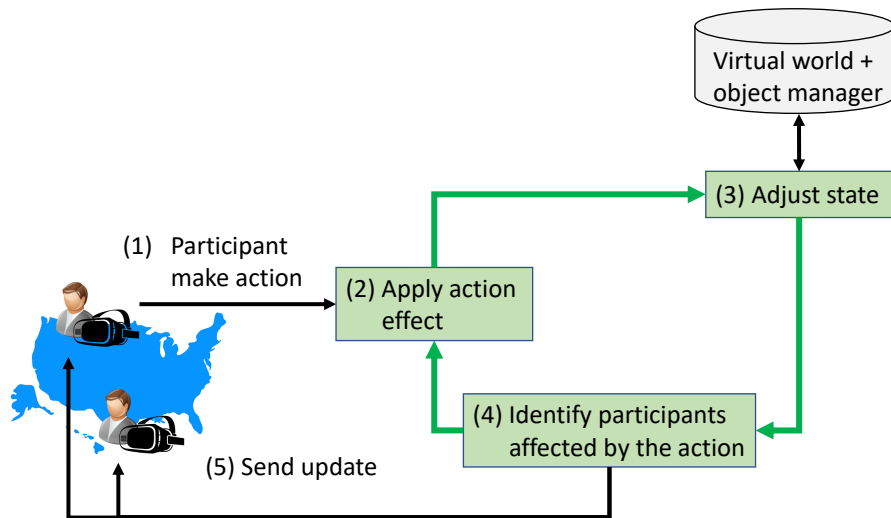 Virtual world +
object manager
(3) Adjust state
(1) Participant
make action
(2) Apply action
effect
(4) Identify participants
affected by the action
(5) Send update